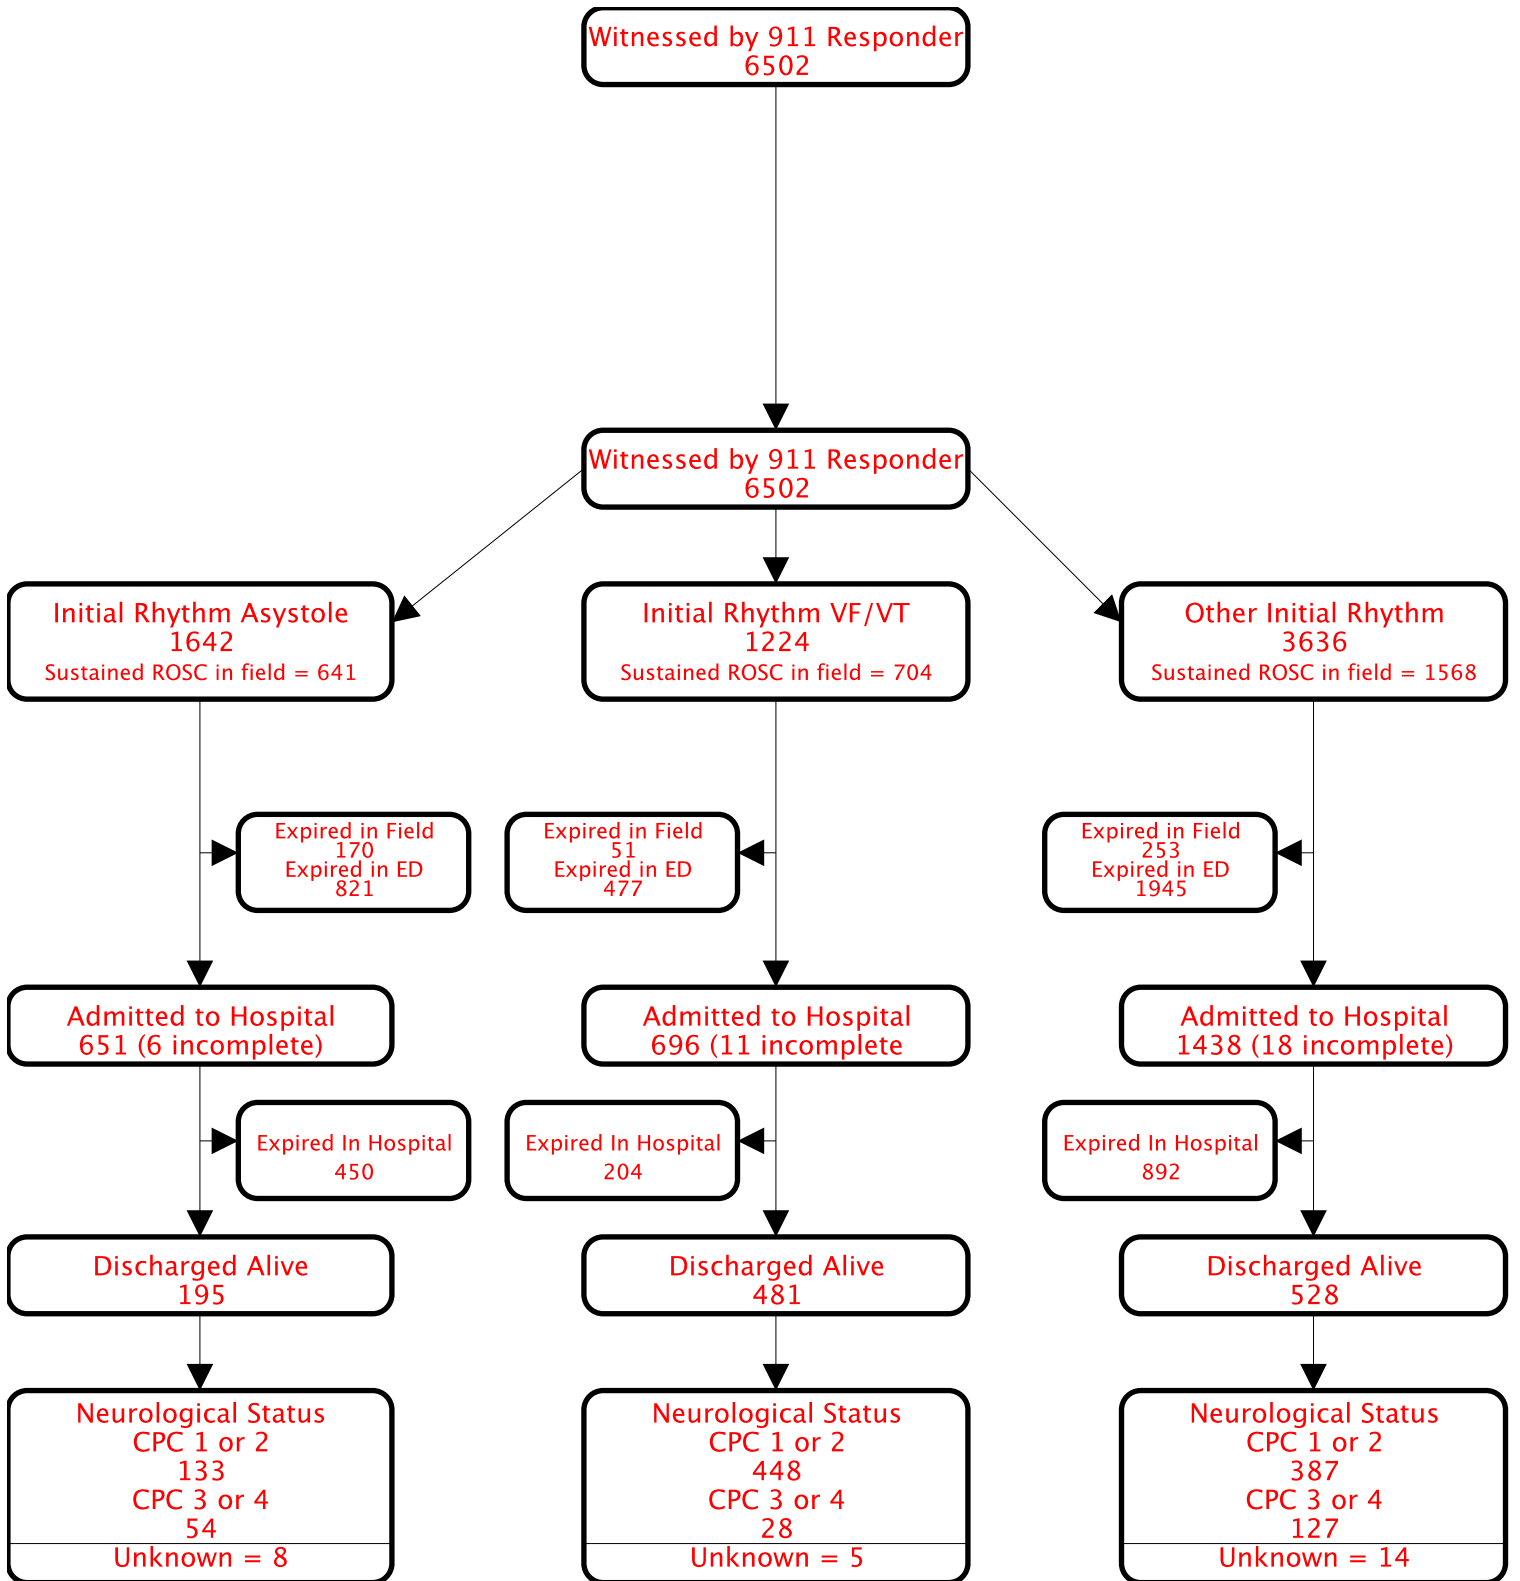 Witnessed by 911 Responder
6502
Witnessed by 911 Responder
6502
Initial Rhythm Asystole
1642
Sustained ROSC in field = 641
Initial Rhythm VF/VT
1224
Sustained ROSC in field = 704
Other Initial Rhythm
3636
Sustained ROSC in field = 1568
Expired in Field
170
Expired in ED
821
Expired in Field
51
Expired in ED
477
Expired in Field
253
Expired in ED
1945
Admitted to Hospital
651 (6 incomplete)
Admitted to Hospital
696 (11 incomplete
Admitted to Hospital
1438 (18 incomplete)
Expired In Hospital
450
Expired In Hospital
204
Expired In Hospital
892
Discharged Alive
195
Discharged Alive
481
Discharged Alive
528
Neurological Status
CPC 1 or 2
133
CPC 3 or 4
54
Unknown = 8
Neurological Status
CPC 1 or 2
448
CPC 3 or 4
28
Unknown = 5
Neurological Status
CPC 1 or 2
387
CPC 3 or 4
127
Unknown = 14